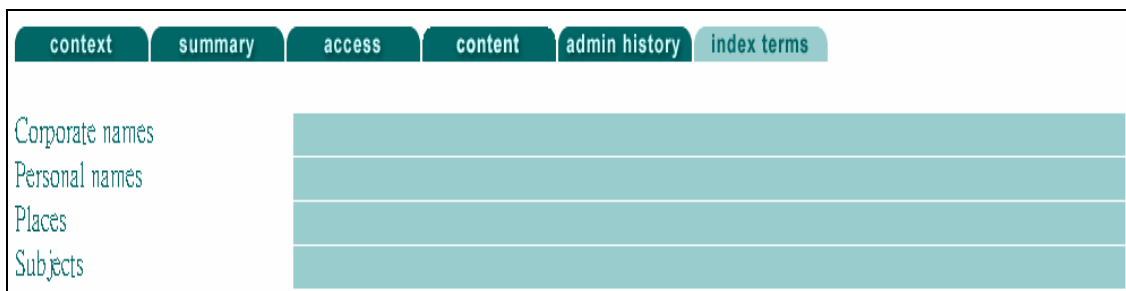 context summary access content admin history index terms
Corporate names
Personal names
Places
Subjects